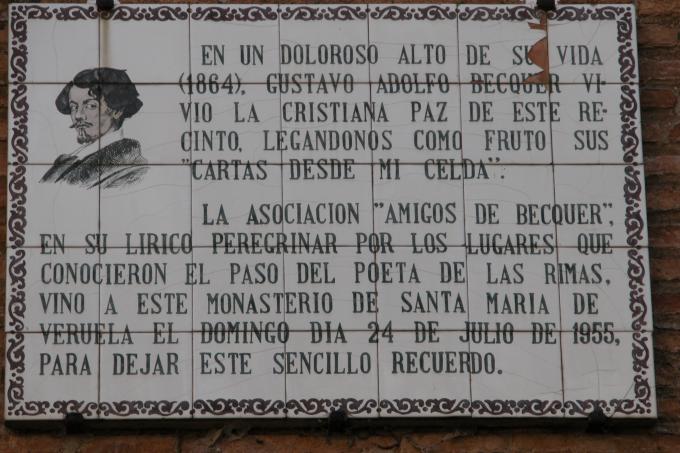 EN UN DOLOROSO ALTO DE SU VIDA
(1864), GUSTAVO ADOLFO BECQUER VI-
VIO LA CRISTIANA PAZ DE ESTE RE-
CINTO, LEGANDONOS COMO FRUTO SUS
"CARTAS DESDE MI CELDA".
LA ASOCIACION "AMIGOS DE BECQUER",
EN SU LIRICO PEREGRINAR POR LOS LUGARES QUE
CONOCIERON EL PASO DEL POETA DE LAS RIMAS,
VINO A ESTE MONASTERIO DE SANTA MARIA DE
VERUELA EL DOMINGO DIA 24 DE JULIO DE 1955,
PARA DEJAR ESTE SENCILLO RECUERDO.